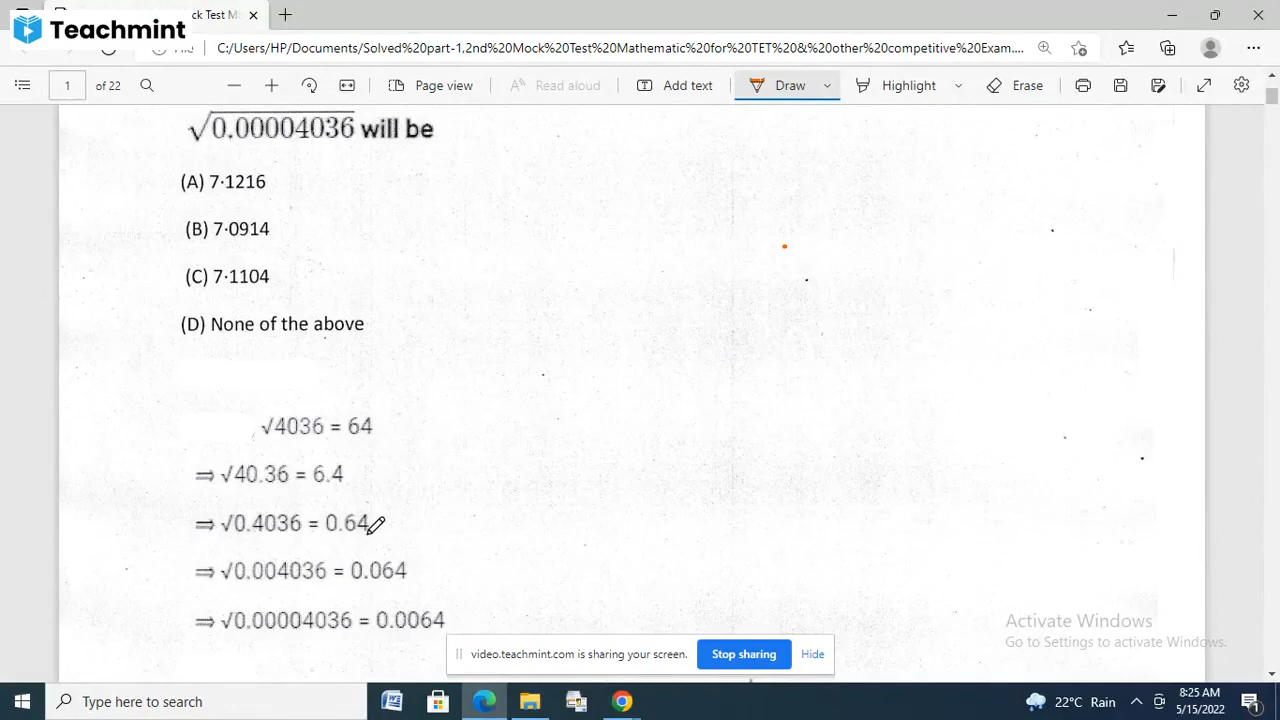 ck Test Ma
Teachmint
C:/Users/HP/Documents/Solved%20part-1,2nd%20Mock%20Test%20Mathematic%20for%20TET%20&%20other%20competitive%20Exam....
1 of 22
Page view
Read aloud
Add text
Draw
Highlight
Erase
√0.00004036 will be
(A) 7·1216
(B) 7·0914
(C) 7·1104
(D) None of the above
√4036 = 64
⇒ √40.36 = 6.4
⇒ √0.4036 = 0.64
⇒ √0.004036 = 0.064
⇒ √0.00004036 = 0.0064
Activate Windows
Go to Settings to activate Windows.
video.teachmint.com is sharing your screen.
Stop sharing
Hide
Type here to search
22°C Rain
8:25 AM
5/15/2022
1